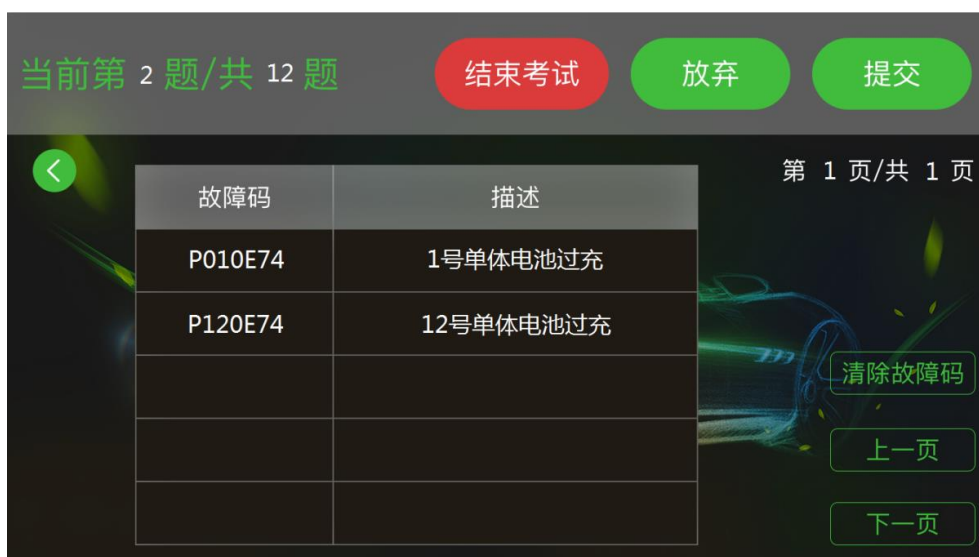 当前第 2 题/共 12 题 结束考试 放弃 提交
第 1 页/共 1 页
故障码 描述
P010E74 1号单体电池过充
P120E74 12号单体电池过充
清除故障码
上一页
下一页